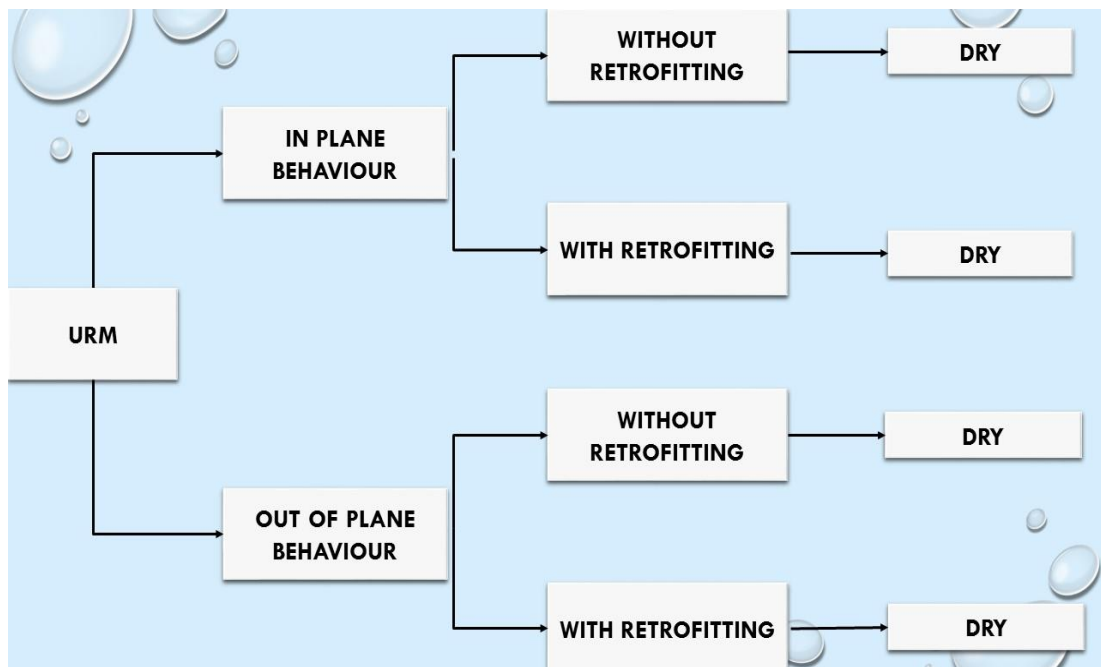 WITHOUT
RETROFITTING
DRY
IN PLANE
BEHAVIOUR
WITH RETROFITTING
DRY
URM
WITHOUT
RETROFITTING
DRY
OUT OF PLANE
BEHAVIOUR
WITH RETROFITTING
DRY